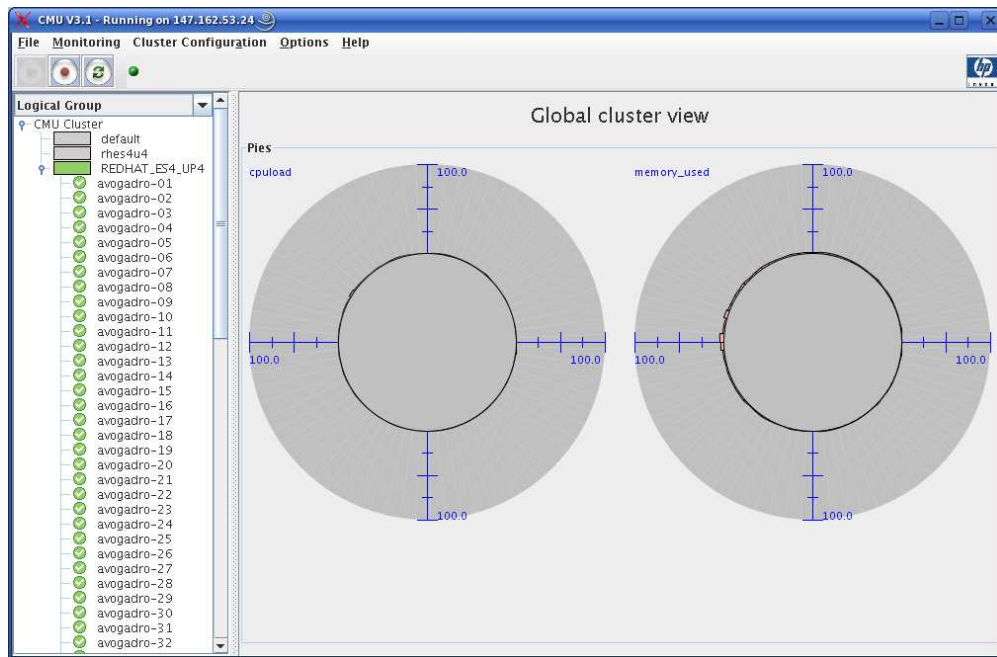 CMU V3.1 - Running on 147.162.53.24
File Monitoring Cluster Configuration Options Help
hp
Logical Group
CMU Cluster
default
rhes4u4
REDHAT_ES4_UP4
avogadro-01
avogadro-02
avogadro-03
avogadro-04
avogadro-05
avogadro-06
avogadro-07
avogadro-08
avogadro-09
avogadro-10
avogadro-11
avogadro-12
avogadro-13
avogadro-14
avogadro-15
avogadro-16
avogadro-17
avogadro-18
avogadro-19
avogadro-20
avogadro-21
avogadro-22
avogadro-23
avogadro-24
avogadro-25
avogadro-26
avogadro-27
avogadro-28
avogadro-29
avogadro-30
avogadro-31
avogadro-32
Global cluster view
Pies
cpuload
100.0
100.0
100.0
100.0
memory_used
100.0
100.0
100.0
100.0